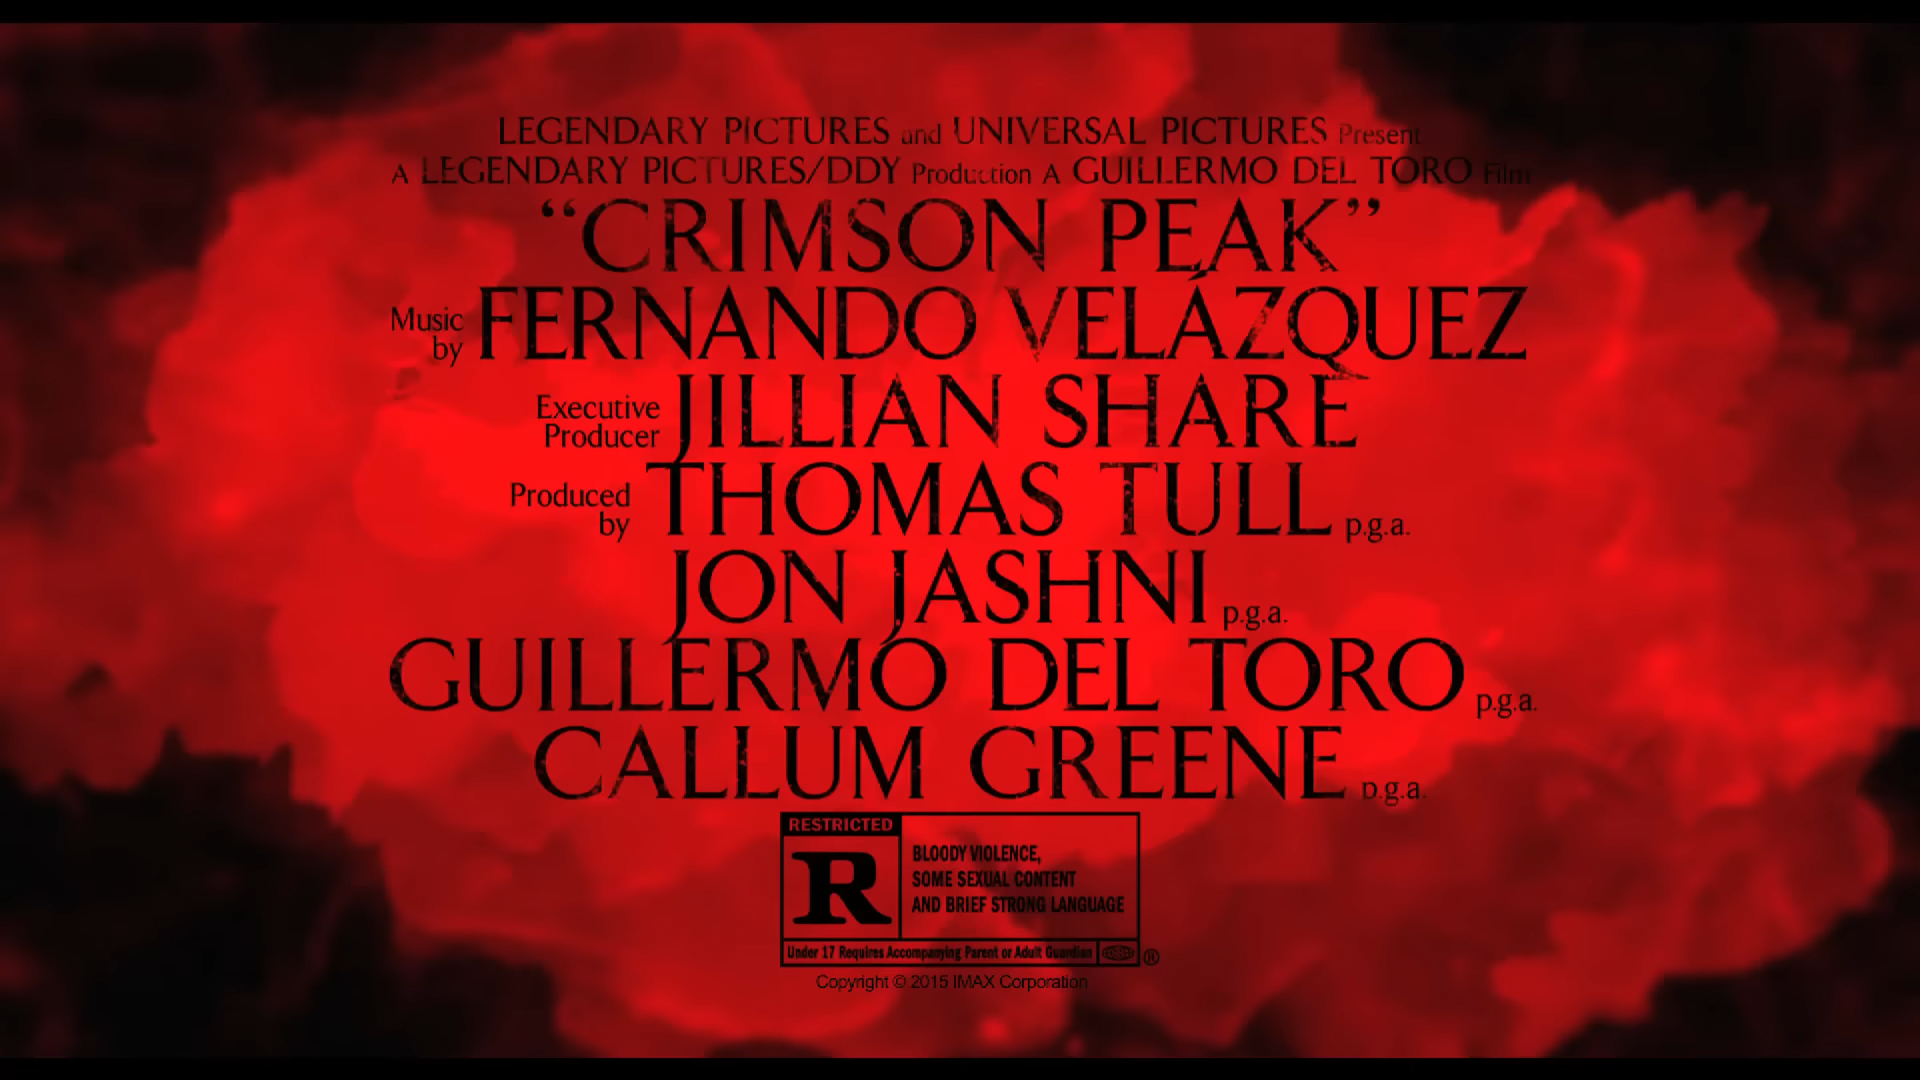 LEGENDARY PICTURES and UNIVERSAL PICTURES Present
A LEGENDARY PICTURES/DDY Production A GUILLERMO DEL TORO Film
“CRIMSON PEAK”
Music by FERNANDO VELÁZQUEZ
Executive Producer JILLIAN SHARE
Produced by THOMAS TULL p.g.a.
JON JASHNI p.g.a.
GUILLERMO DEL TORO p.g.a.
CALLUM GREENE p.g.a.
RESTRICTED
R
BLOODY VIOLENCE,
SOME SEXUAL CONTENT
AND BRIEF STRONG LANGUAGE
Under 17 Requires Accompanying Parent or Adult Guardian
®
Copyright © 2015 IMAX Corporation